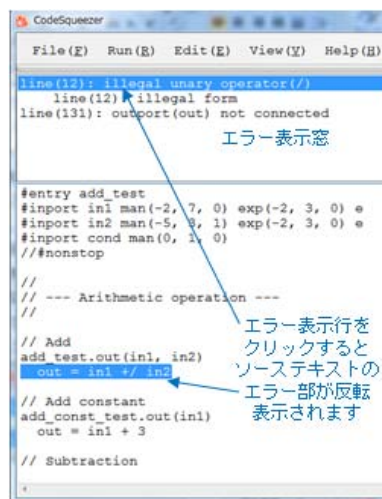 CodeSqueezer
File(F) Run(R) Edit(E) View(V) Help(H)
line(12): illegal unary operator(/)
line(12): illegal form
line(131): outport(out) not connected
エラー表示窓
#entry add_test
#inport in1 man(-2, 7, 0) exp(-2, 3, 0) e
#inport in2 man(-5, 8, 1) exp(-2, 3, 0) e
#inport cond man(0, 1, 0)
//#nonstop
//
// --- Arithmetic operation ---
//
// Add
add_test.out(in1, in2)
out = in1 +/ in2
エラー表示行を
クリックすると
ソーステキストの
エラー部が反転
表示されます
// Add constant
add_const_test.out(in1)
out = in1 + 3
// Subtraction